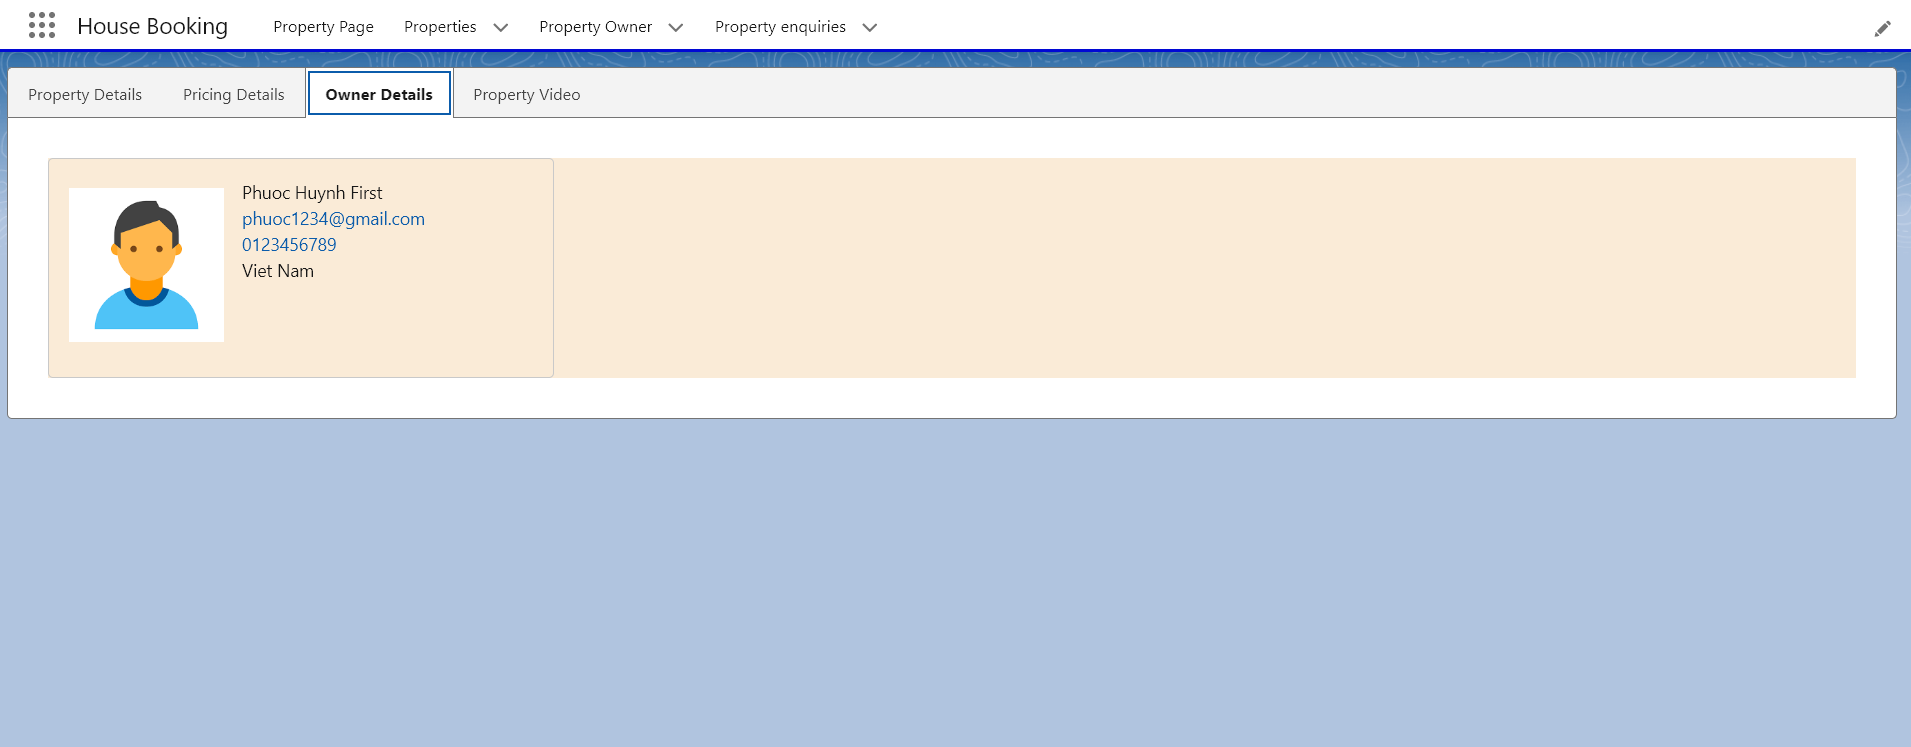 House Booking
Property Page
Properties
Property Owner
Property enquiries
Property Details
Pricing Details
Owner Details
Property Video
Phuoc Huynh First
phuoc1234@gmail.com
0123456789
Viet Nam